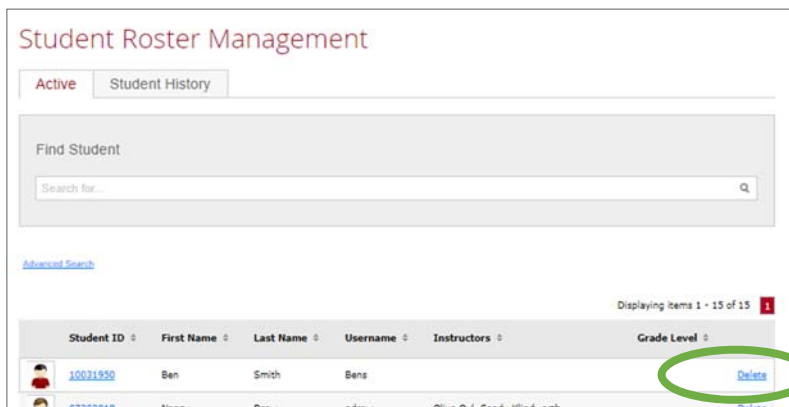 Student Roster Management
Active Student History
Find Student
Search for...
Advanced Search
Displaying items 1 - 15 of 15 1
Student ID First Name Last Name Username Instructors Grade Level
10031950 Ben Smith Bens Delete
Delete